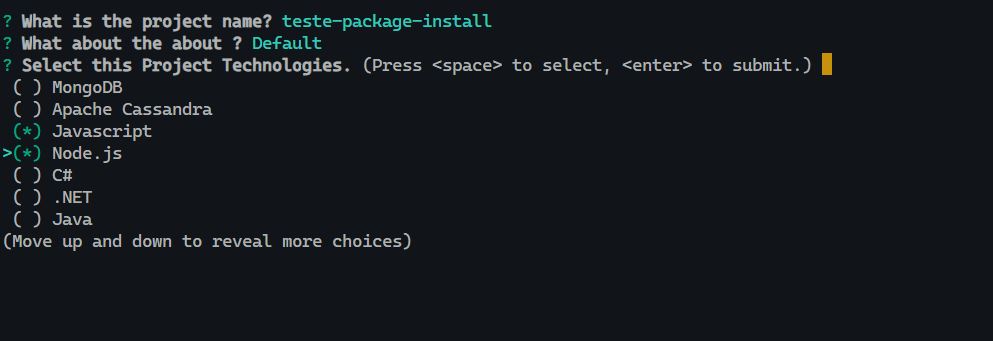 ? What is the project name? teste-package-install
? What about the about ? Default
? Select this Project Technologies. (Press <space> to select, <enter> to submit.)
( ) MongoDB
( ) Apache Cassandra
(*) Javascript
>(*) Node.js
( ) C#
( ) .NET
( ) Java
(Move up and down to reveal more choices)